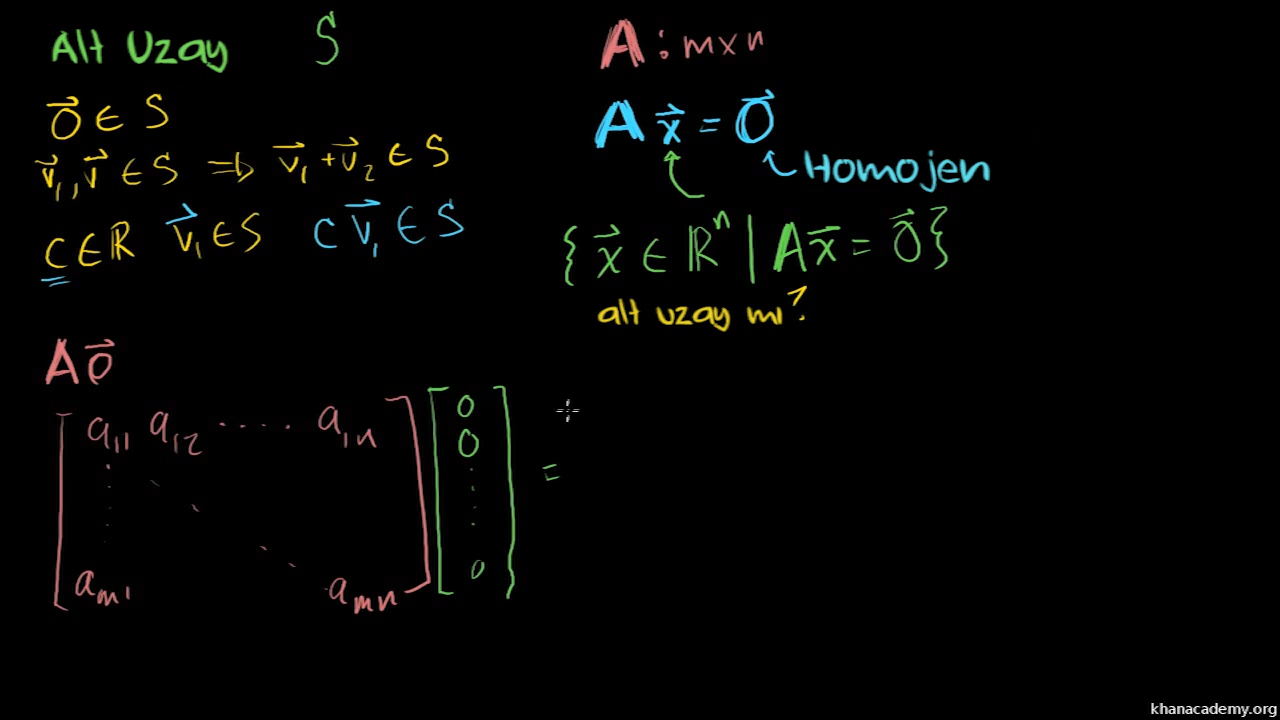 Alt Uzay S
0⃗ ∈ S
v⃗₁, v⃗ ∈ S ⇒ v⃗₁ + v⃗₂ ∈ S
c ∈ ℝ v⃗₁ ∈ S c v⃗₁ ∈ S
A : m x n
A x⃗ = 0⃗
Homojen
{ x⃗ ∈ ℝⁿ | A x⃗ = 0⃗ }
alt uzay mı?
A 0⃗
a₁₁ a₁₂ ..... a₁ₙ 0
0
=
aₘ₁ aₘₙ 0
khanacademy.org